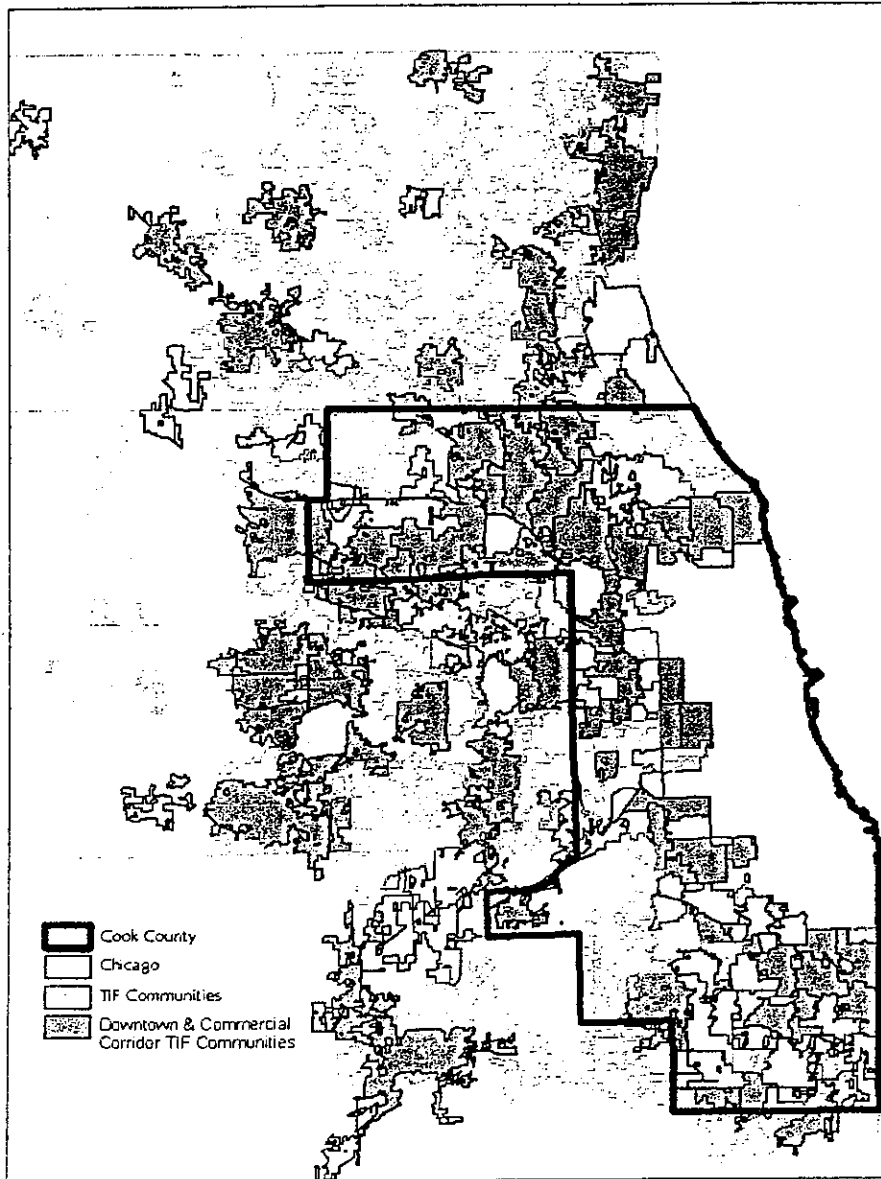 Cook County
Chicago
TIF Communities
Downtown & Commercial
Corridor TIF Communities